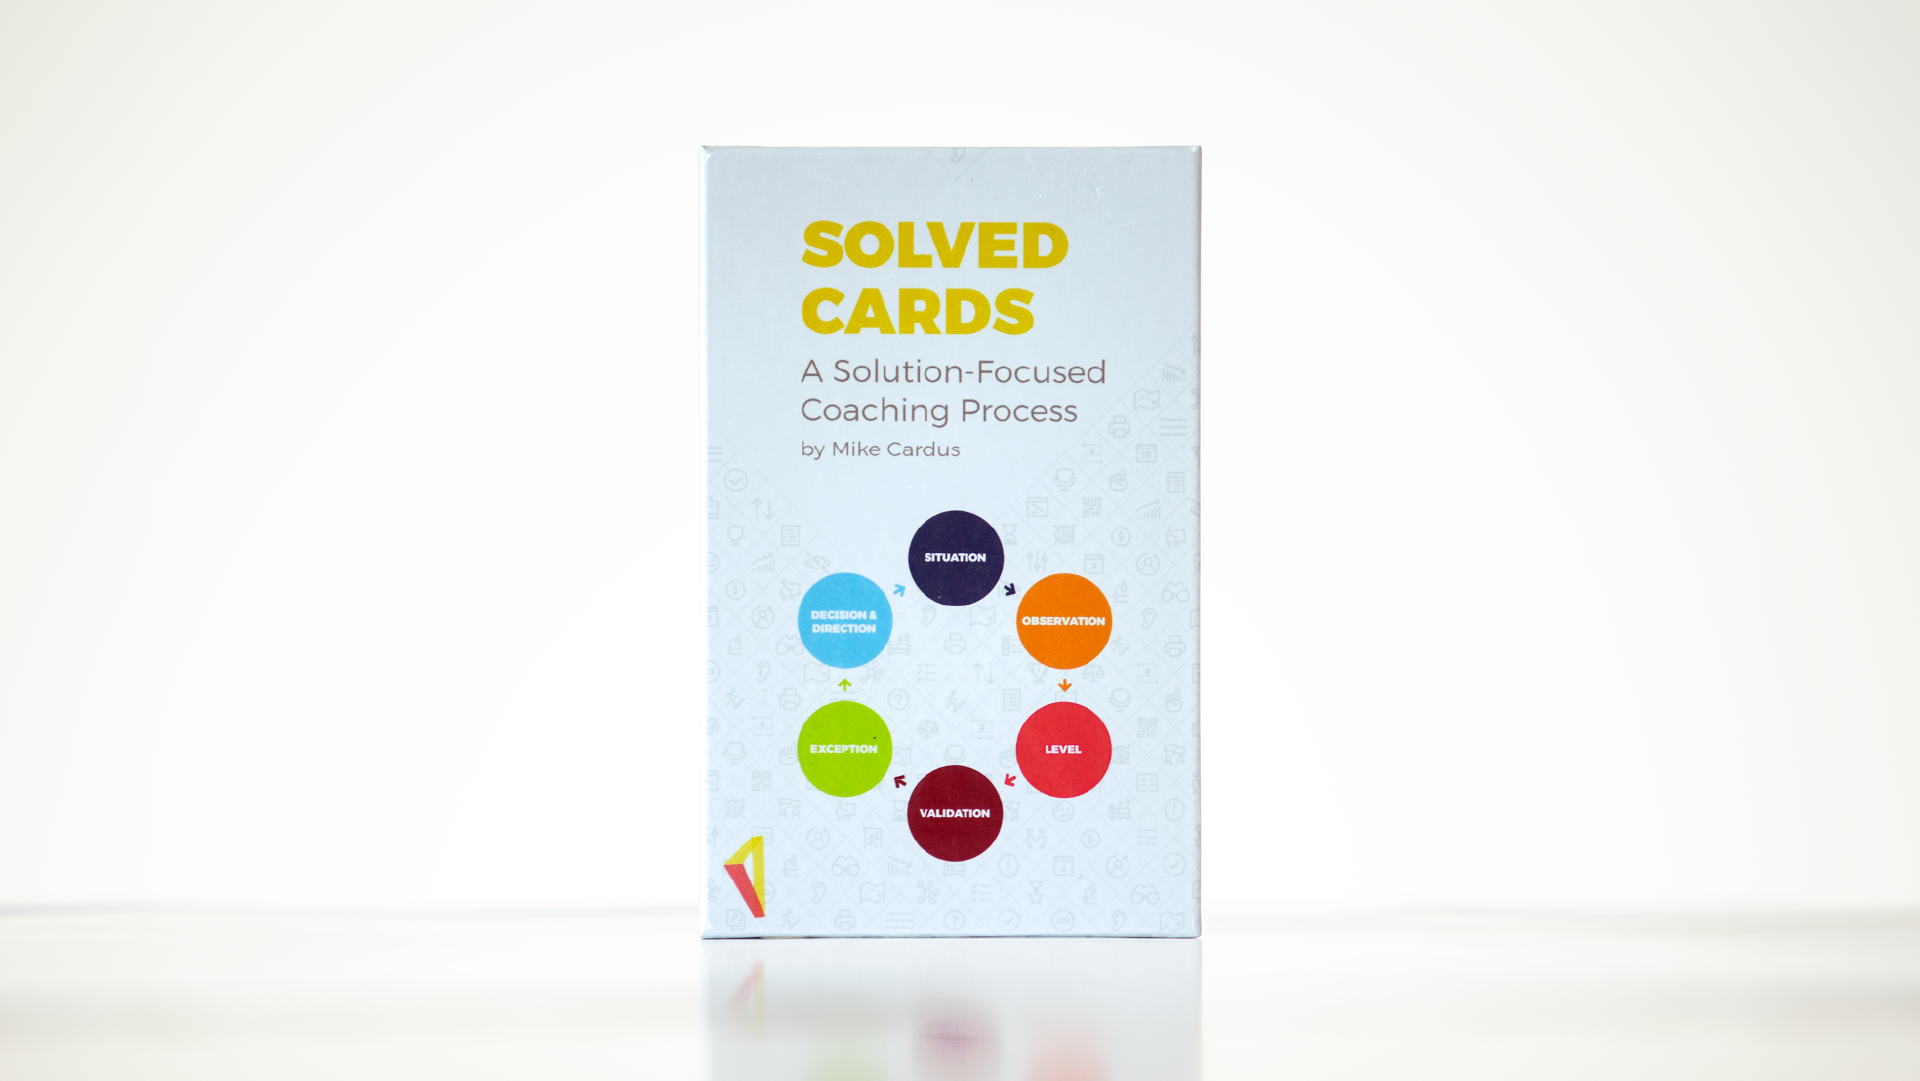 SOLVED
CARDS
A Solution-Focused
Coaching Process
by Mike Cardus
SITUATION
OBSERVATION
LEVEL
VALIDATION
EXCEPTION
DECISION &
DIRECTION